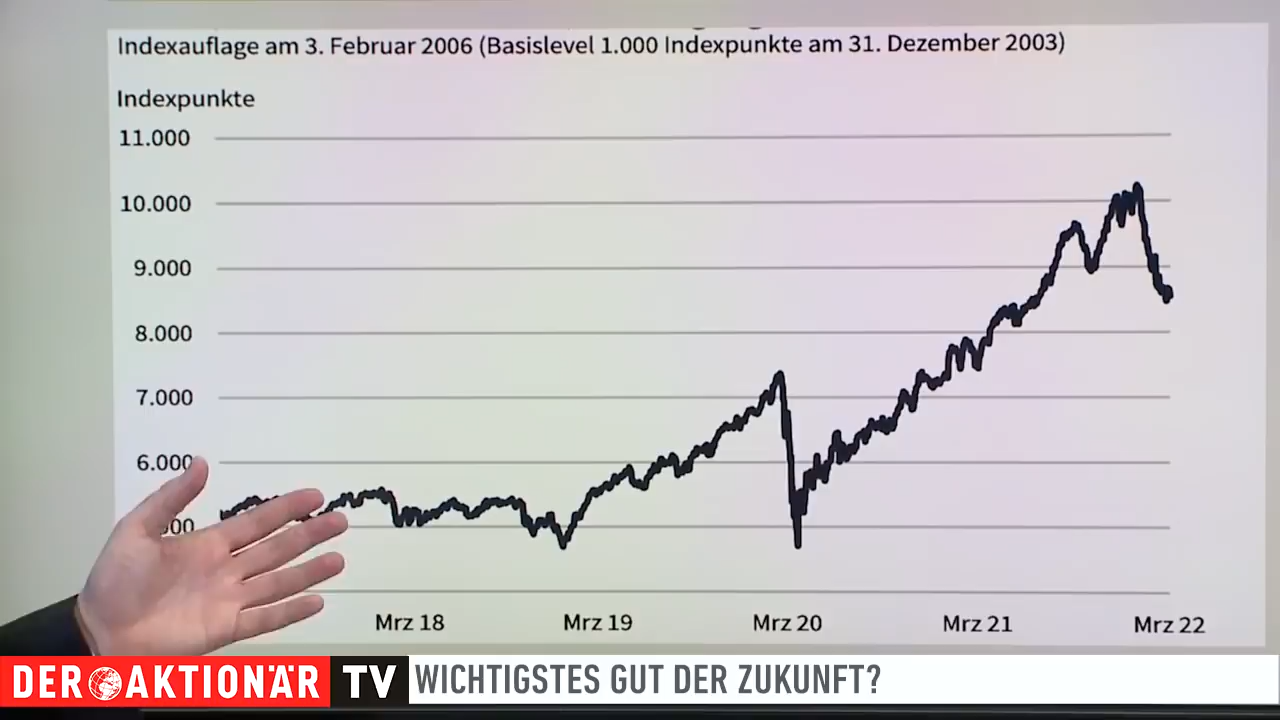 Indexauflage am 3. Februar 2006 (Basislevel 1.000 Indexpunkte am 31. Dezember 2003)
Indexpunkte
11.000
10.000
9.000
8.000
7.000
6.000
Mrz 18
Mrz 19
Mrz 20
Mrz 21
Mrz 22
DER AKTIONÄR TV WICHTIGSTES GUT DER ZUKUNFT?